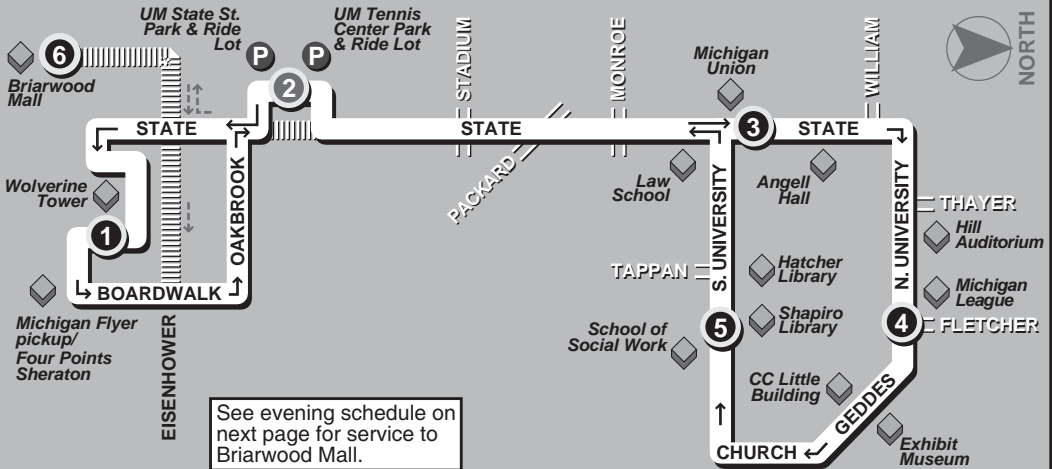 UM State St.
Park & Ride
Lot
UM Tennis
Center Park
& Ride Lot
P
P
6
Briarwood
Mall
2
STADIUM
MONROE
Michigan
Union
WILLIAM
NORTH
STATE
STATE
3
STATE
Wolverine
Tower
1
OAKBROOK
PACKARD
Law
School
Angell
Hall
THAYER
Hill
Auditorium
S. UNIVERSITY
N. UNIVERSITY
TAPPAN
Hatcher
Library
Michigan
League
BOARDWALK
Michigan Flyer
pickup/
Four Points
Sheraton
EISENHOWER
School of
Social Work
5
Shapiro
Library
4
FLETCHER
CC Little
Building
GEDDES
Exhibit
Museum
CHURCH
See evening schedule on
next page for service to
Briarwood Mall.